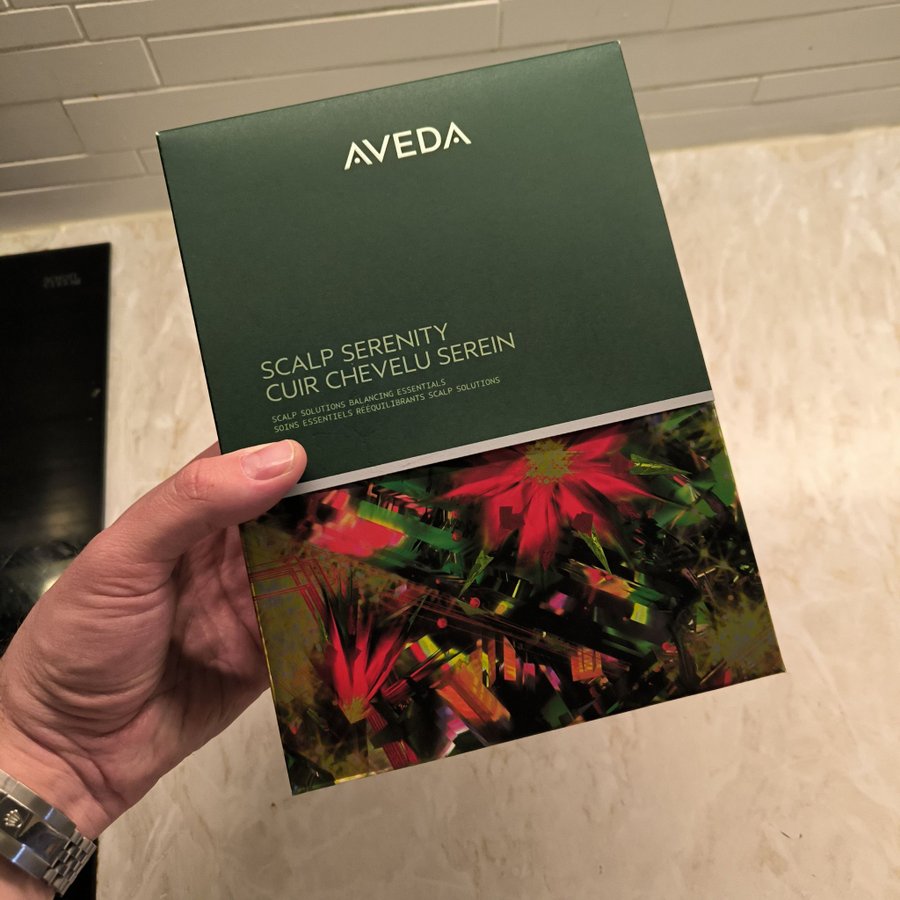 AVEDA
SCALP SERENITY
CUIR CHEVELU SEREIN
SCALP SOLUTIONS BALANCING ESSENTIALS
SOINS ESSENTIELS RÉÉQUILIBRANTS SCALP SOLUTIONS